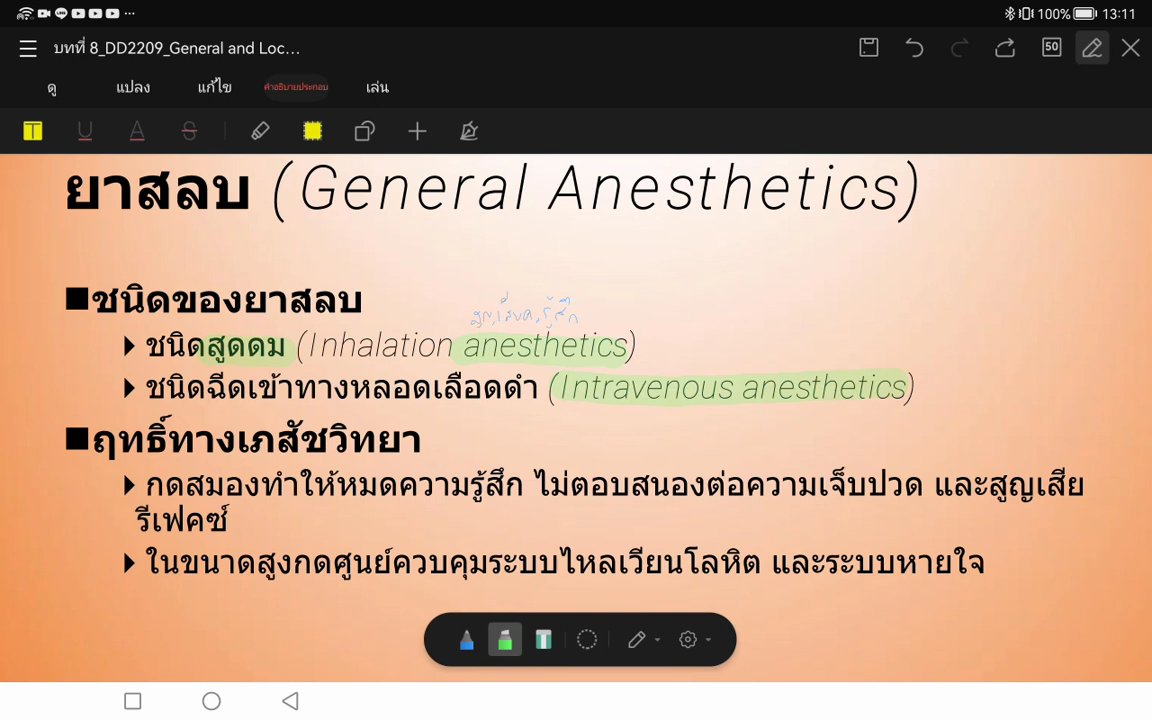 100% 13:11
บทที่ 8_DD2209_General and Loc...
50
ดู แปลง แก้ไข คำอธิบายประกอบ เล่น
T U A S
ยาสลบ (General Anesthetics)
ชนิดของยาสลบ
สูญเสียความรู้สึก
ชนิดสูดดม (Inhalation anesthetics)
ชนิดฉีดเข้าทางหลอดเลือดดำ (Intravenous anesthetics)
ฤทธิ์ทางเภสัชวิทยา
กดสมองทำให้หมดความรู้สึก ไม่ตอบสนองต่อความเจ็บปวด และสูญเสีย
รีเฟคซ์
ในขนาดสูงกดศูนย์ควบคุมระบบไหลเวียนโลหิต และระบบหายใจ